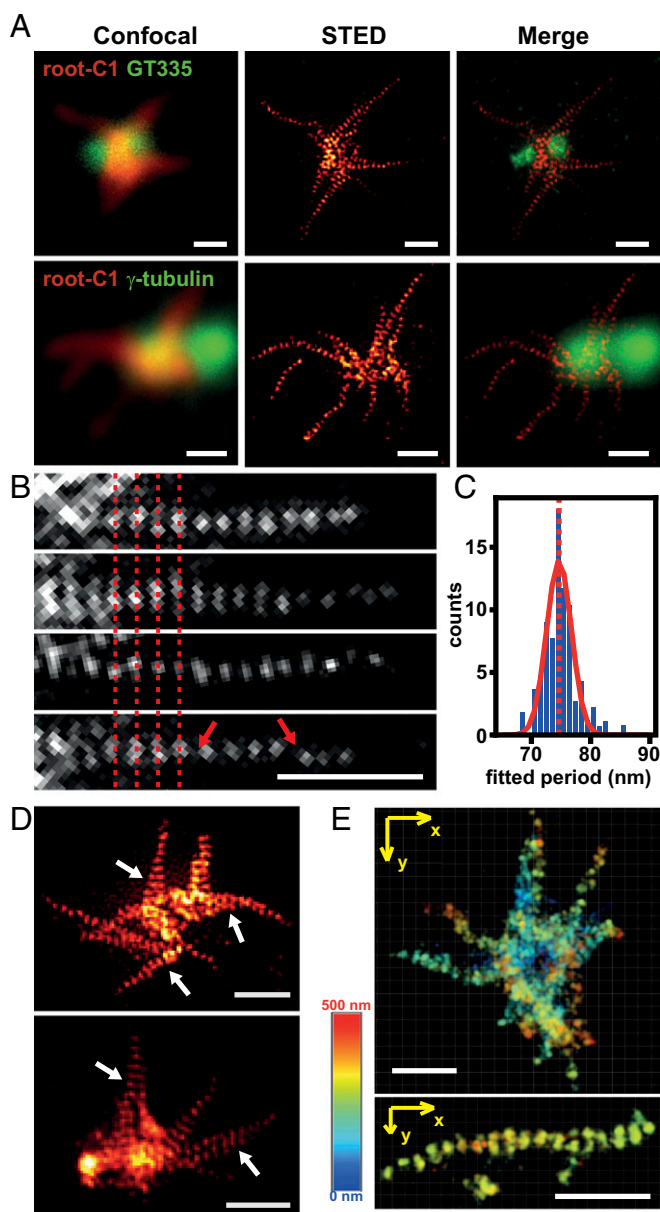 A
Confocal STED Merge
root-C1 GT335
root-C1 γ-tubulin
B
C
15
10
5
0
counts
70 80 90
fitted period (nm)
D
E
x
y
500 nm
0 nm
x
y